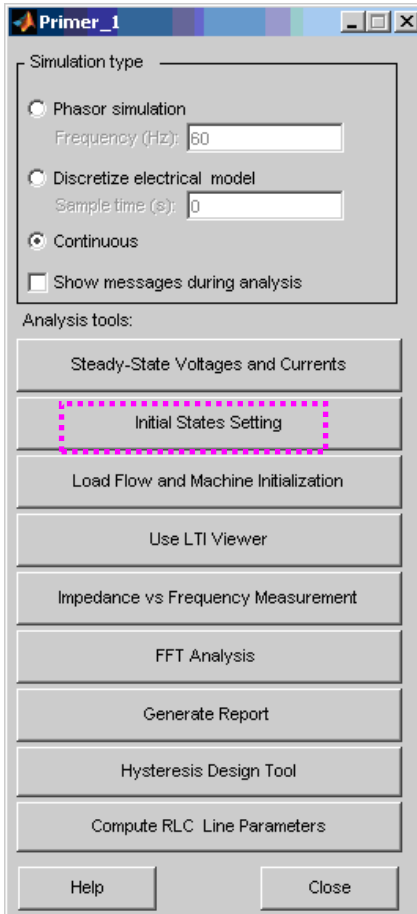 Primer_1
Simulation type
Phasor simulation
Frequency (Hz): 60
Discretize electrical model
Sample time (s): 0
Continuous
Show messages during analysis
Analysis tools:
Steady-State Voltages and Currents
Initial States Setting
Load Flow and Machine Initialization
Use LTI Viewer
Impedance vs Frequency Measurement
FFT Analysis
Generate Report
Hysteresis Design Tool
Compute RLC Line Parameters
Help Close